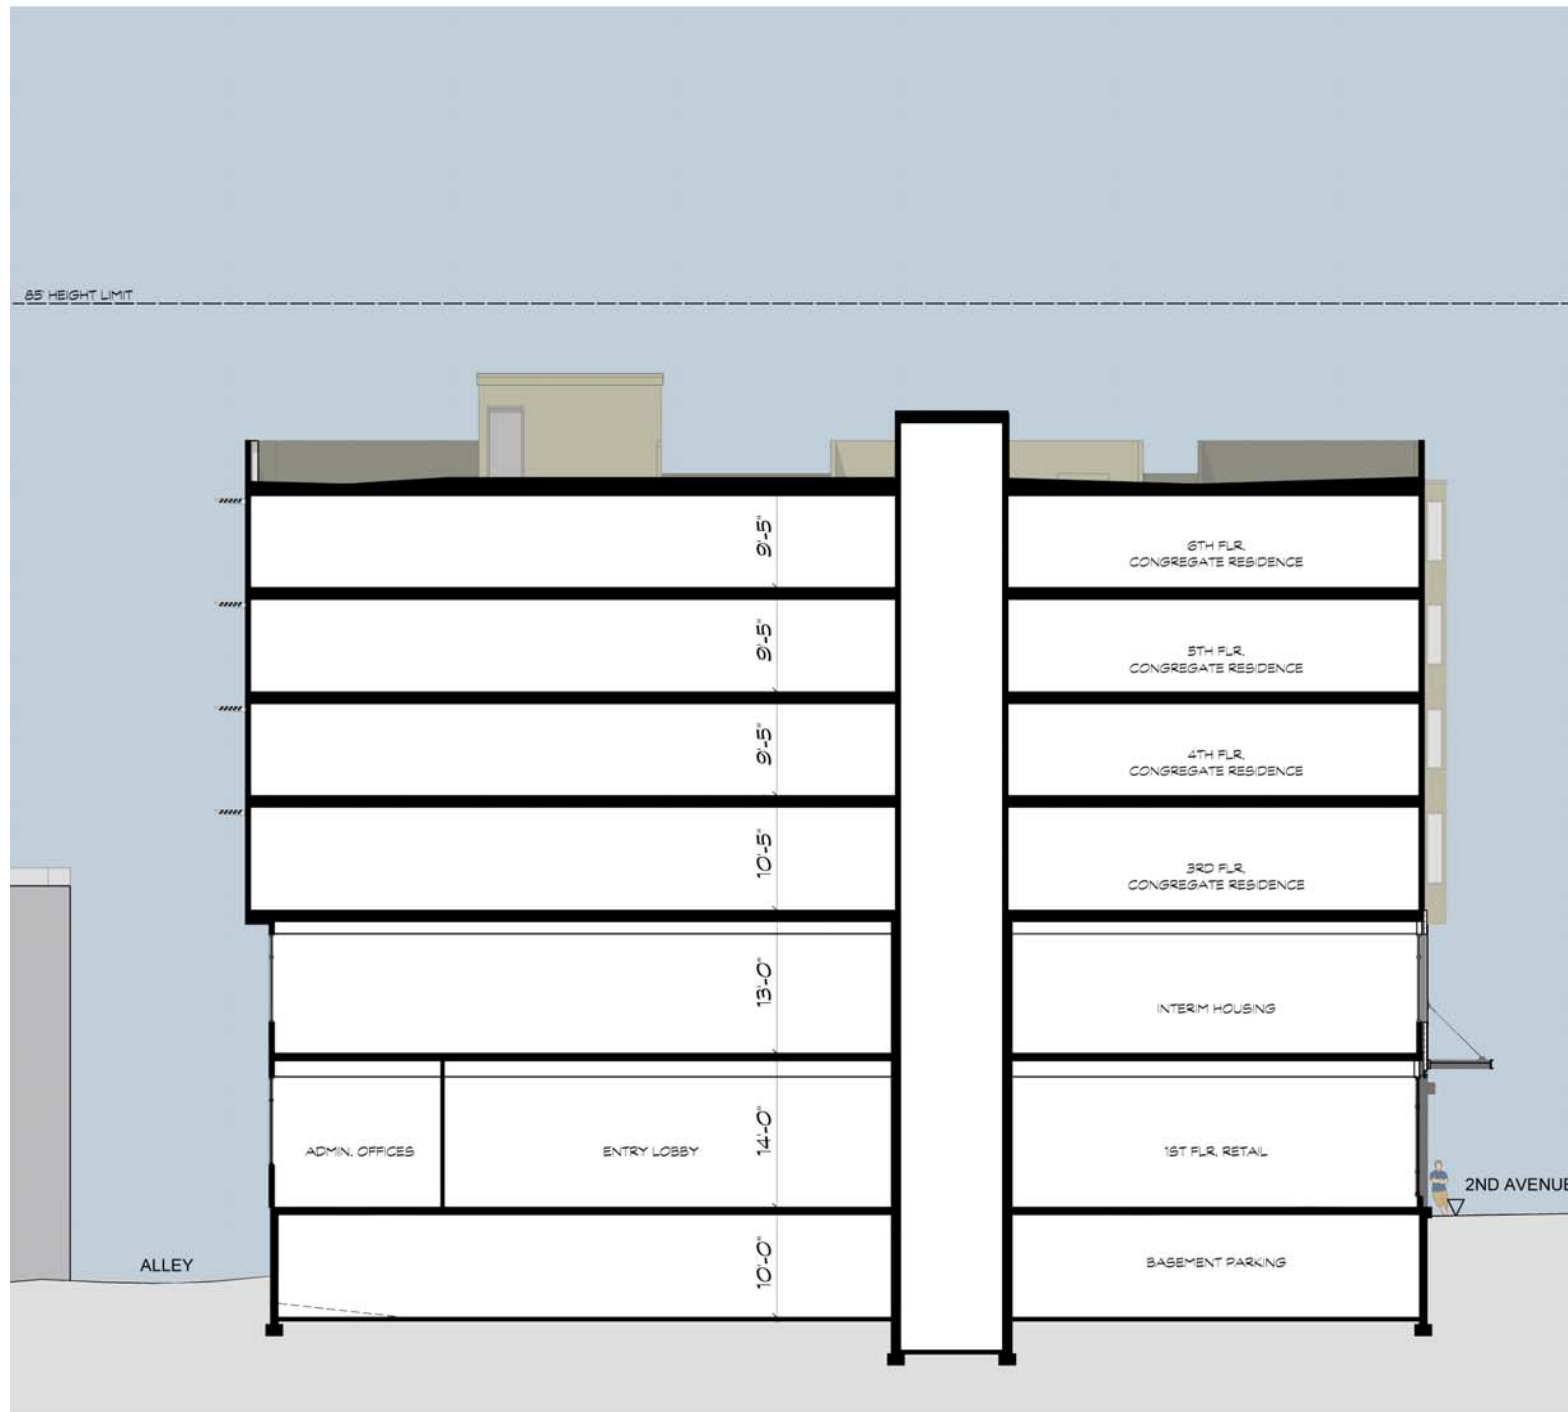 85' HEIGHT LIMIT
9'-5"
6TH FLR.
CONGREGATE RESIDENCE
9'-5"
5TH FLR.
CONGREGATE RESIDENCE
9'-5"
4TH FLR.
CONGREGATE RESIDENCE
10'-5"
3RD FLR.
CONGREGATE RESIDENCE
13'-0"
INTERIM HOUSING
14'-0"
ADMIN. OFFICES
ENTRY LOBBY
1ST FLR. RETAIL
2ND AVENUE
ALLEY
10'-0"
BASEMENT PARKING